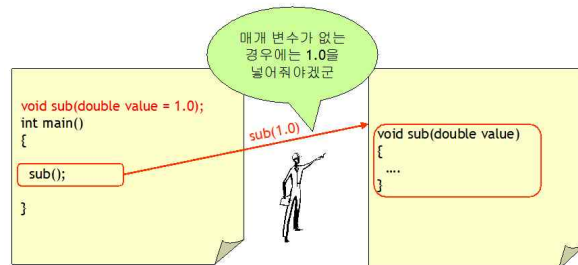 매개 변수가 없는
경우에는 1.0을
넣어줘야겠군
void sub(double value = 1.0);
int main()
{
sub();
}
sub(1.0)
void sub(double value)
{
....
}